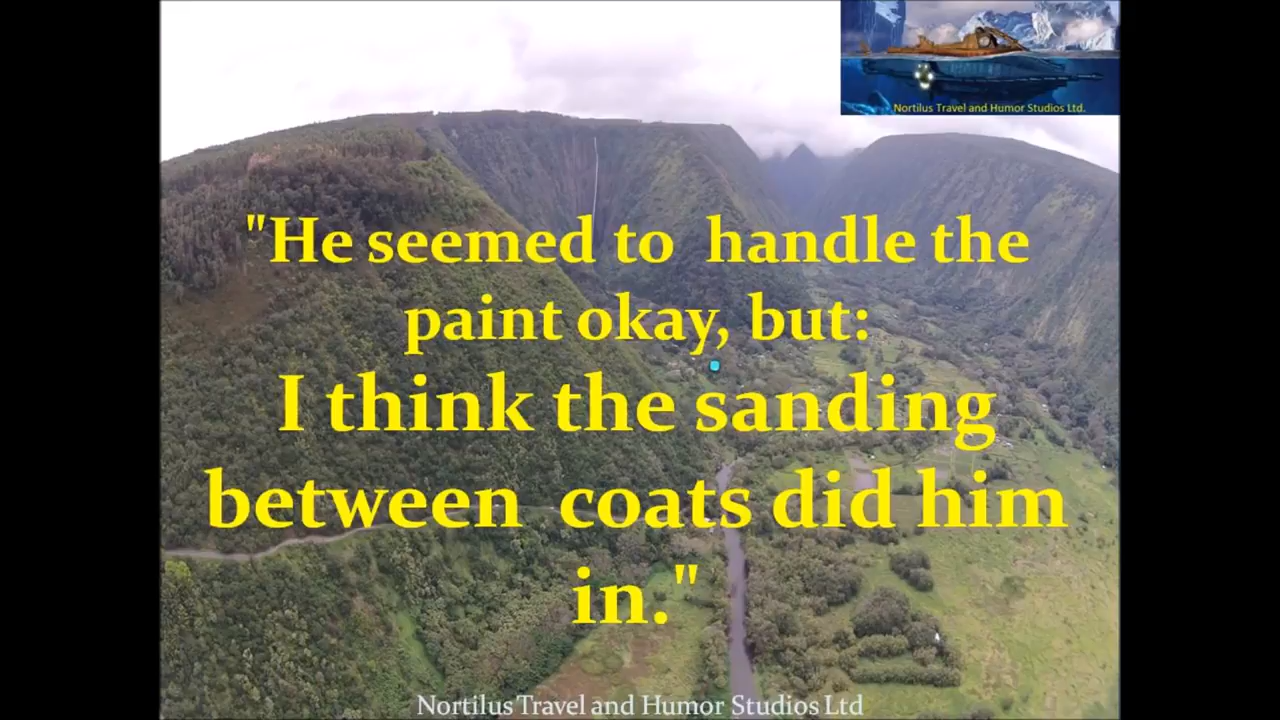 Nortilus Travel and Humor Studios Ltd.
"He seemed to  handle the
paint okay, but:
I think the sanding
between  coats did him
in."
Nortilus Travel and Humor Studios Ltd